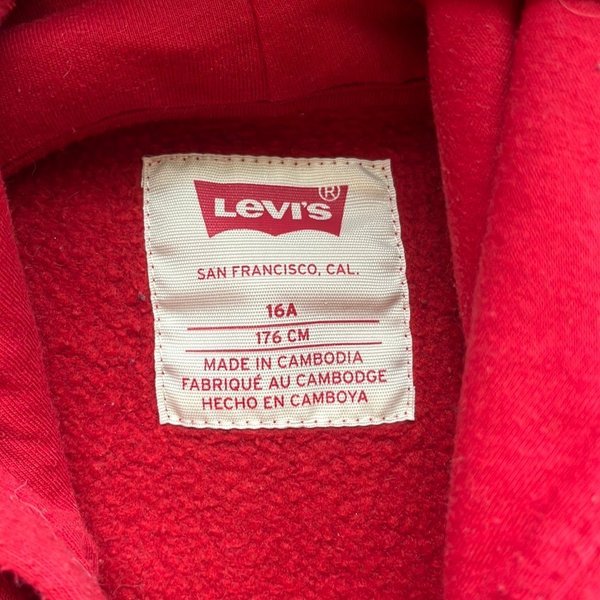 Levi's®
SAN FRANCISCO, CAL.
16A
176 CM
MADE IN CAMBODIA
FABRIQUÉ AU CAMBODGE
HECHO EN CAMBOYA